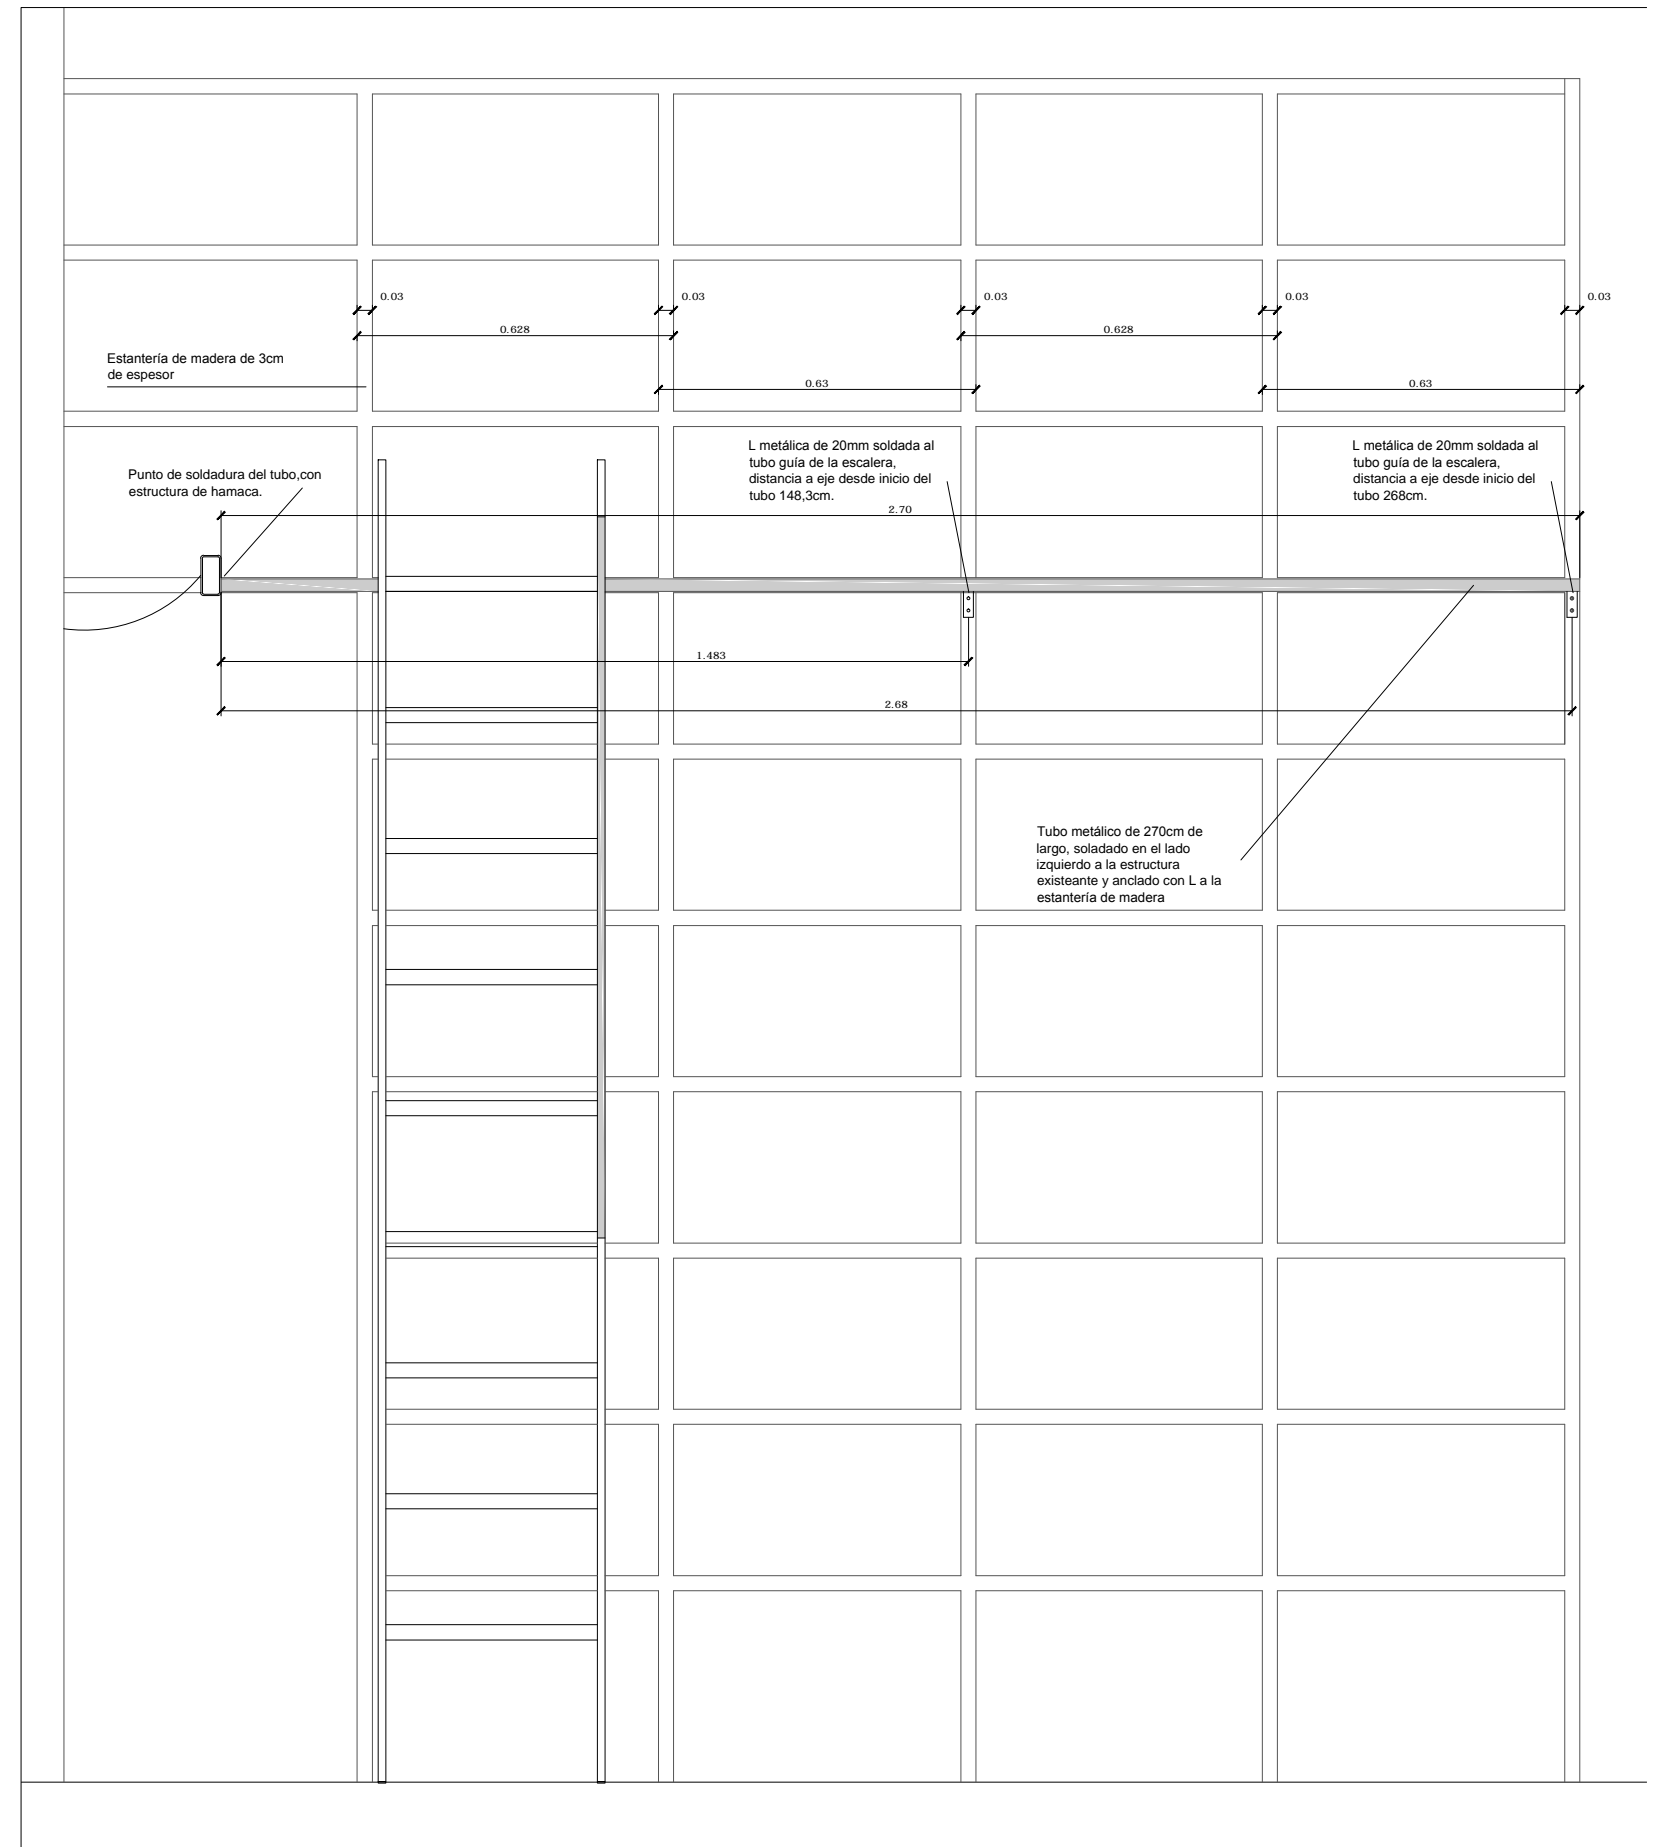 0.03
0.03
0.03
0.03
0.03
0.628
0.628
Estantería de madera de 3cm
de espesor
0.63
0.63
L metálica de 20mm soldada al
tubo guía de la escalera,
distancia a eje desde inicio del
tubo 148,3cm.
L metálica de 20mm soldada al
tubo guía de la escalera,
distancia a eje desde inicio del
tubo 268cm.
Punto de soldadura del tubo,con
estructura de hamaca.
2.70
1.483
2.68
Tubo metálico de 270cm de
largo, soladado en el lado
izquierdo a la estructura
existeante y anclado con L a la
estantería de madera